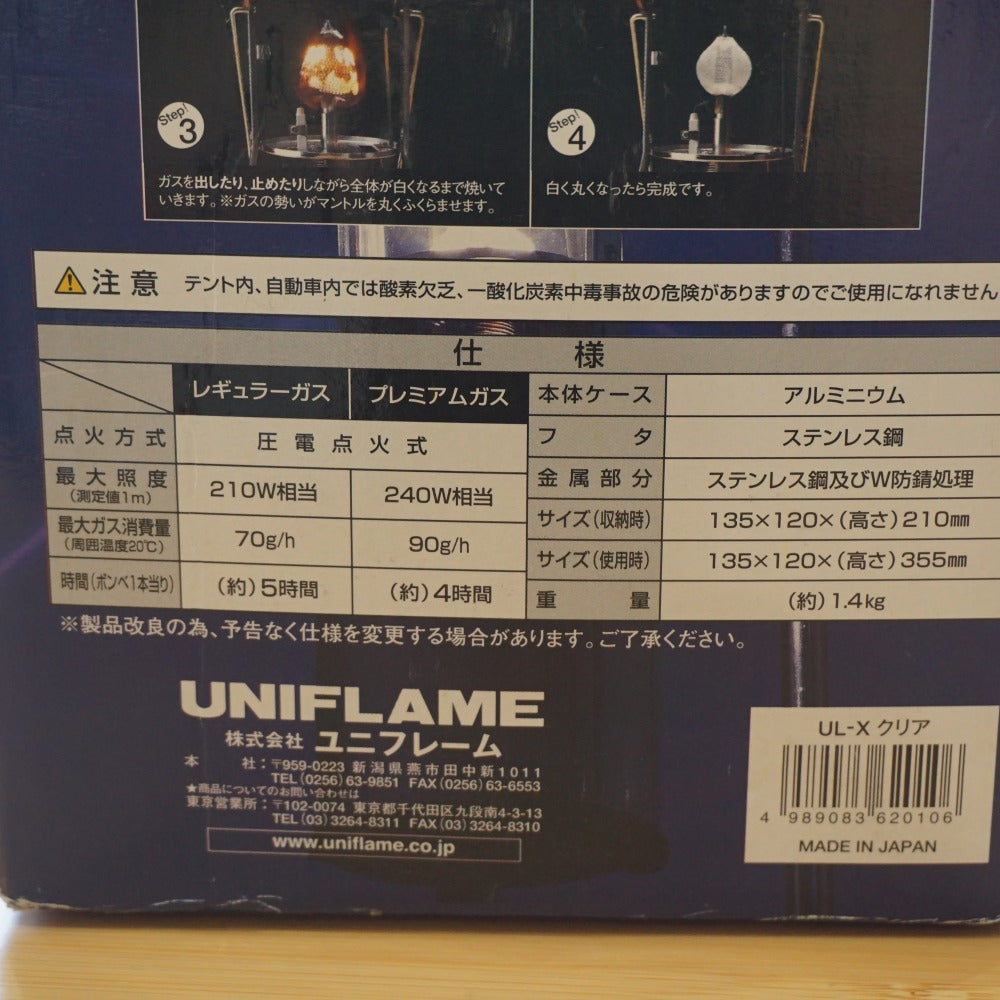 Step! 3
ガスを出したり、止めたりしながら全体が白くなるまで焼いて
いきます。※ガスの勢いがマントルを丸くふくらませます。
Step! 4
白く丸くなったら完成です。
注意 テント内、自動車内では酸素欠乏、一酸化炭素中毒事故の危険がありますのでご使用になれません
仕様
レギュラーガス プレミアムガス
点火方式 圧電点火式
最大照度 (測定値1m) 210W相当 240W相当
最大ガス消費量 (周囲温度20℃) 70g/h 90g/h
時間(ボンベ1本当り) (約)5時間 (約)4時間
本体ケース アルミニウム
フタ ステンレス鋼
金属部分 ステンレス鋼及びW防錆処理
サイズ(収納時) 135×120×(高さ)210mm
サイズ(使用時) 135×120×(高さ)355mm
重量 (約)1.4kg
※製品改良の為、予告なく仕様を変更する場合があります。ご了承ください。
UNIFLAME
株式会社 ユニフレーム
本社:〒959-0223 新潟県燕市田中新1011
TEL(0256)63-9851 FAX(0256)63-6553
★商品についてのお問い合わせは
東京営業所:〒102-0074 東京都千代田区九段南4-3-13
TEL(03)3264-8311 FAX(03)3264-8310
www.uniflame.co.jp
UL-X クリア
4 989083 620106
MADE IN JAPAN